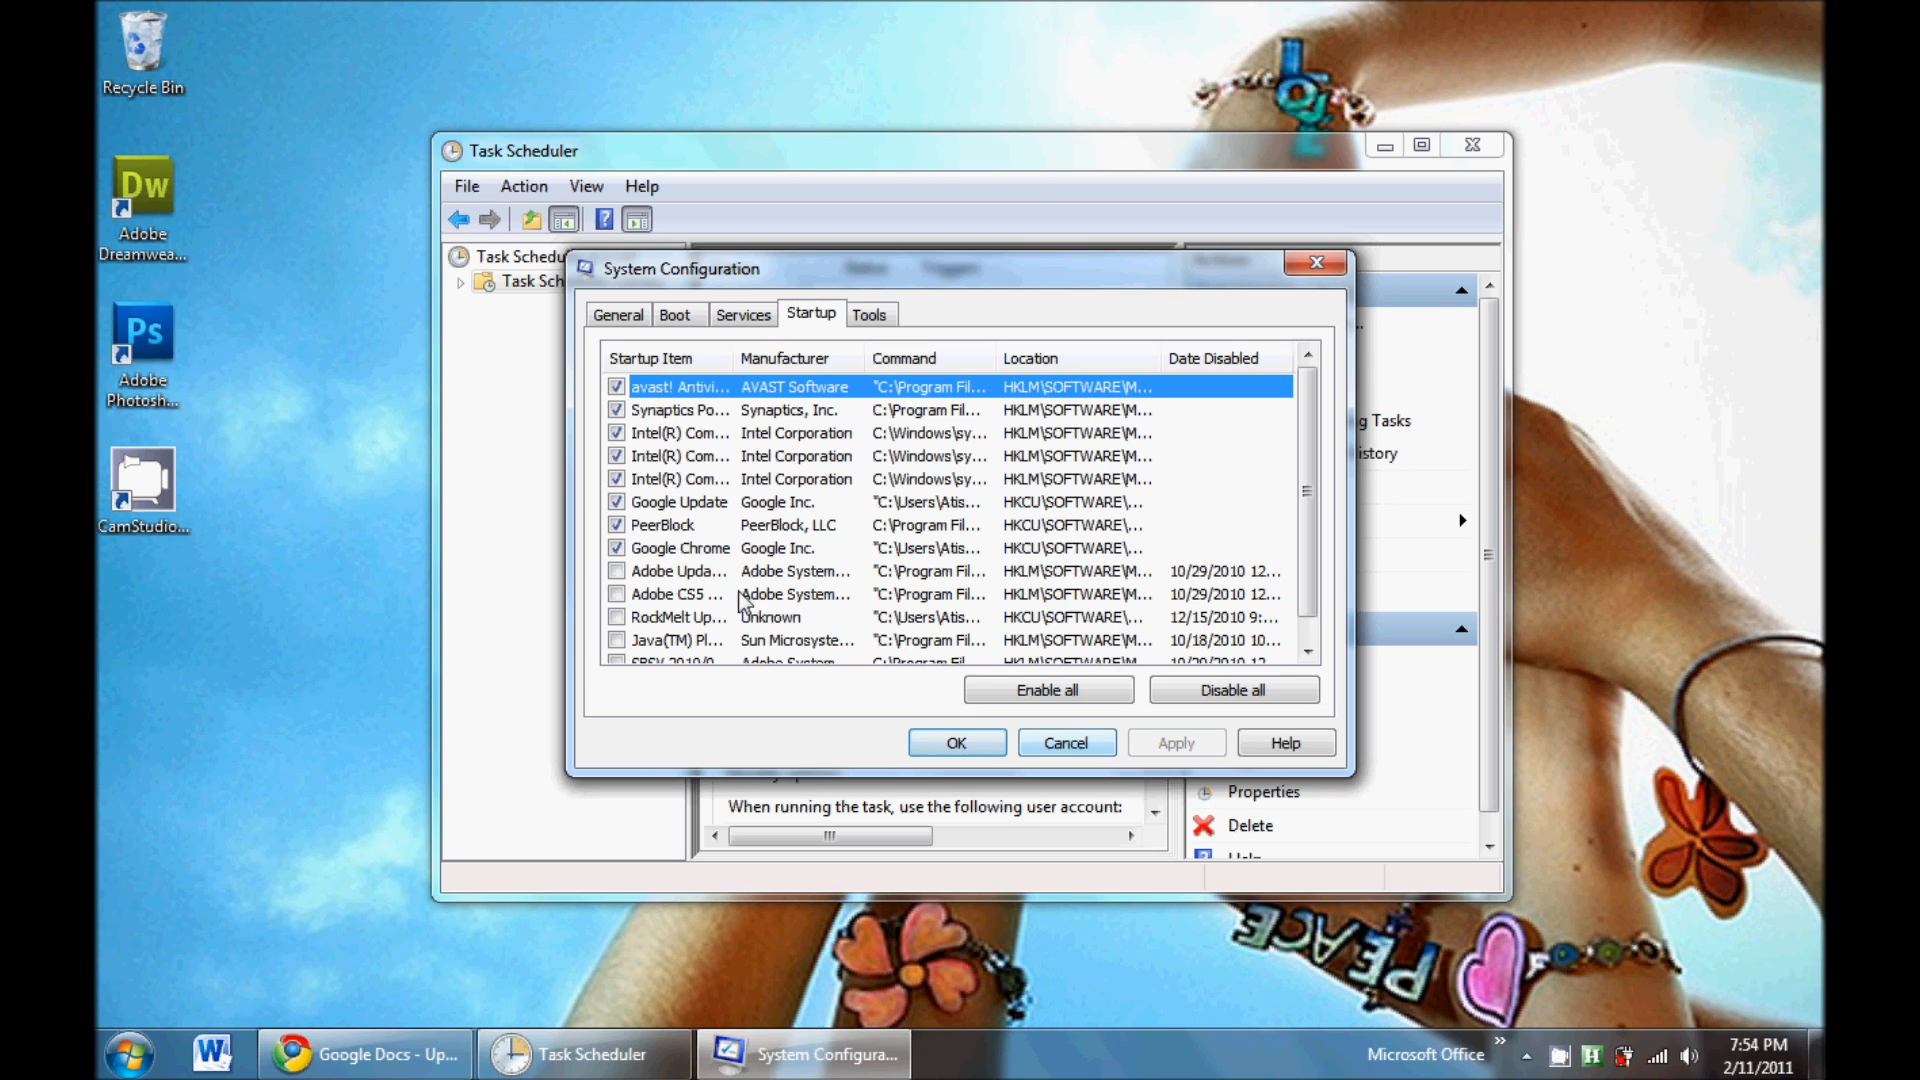 Recycle Bin
Dw
Adobe
Dreamwea...
Ps
Adobe
Photosh...
CamStudio...
LOVE
Task Scheduler
File Action View Help
Task Schedu
Task Sch
System Configuration
General Boot Services Startup Tools
Startup Item Manufacturer Command Location Date Disabled
avast! Antivi... AVAST Software "C:\Program Fil... HKLM\SOFTWARE\M...
Synaptics Po... Synaptics, Inc. C:\Program Fil... HKLM\SOFTWARE\M...
Intel(R) Com... Intel Corporation C:\Windows\sy... HKLM\SOFTWARE\M...
Intel(R) Com... Intel Corporation C:\Windows\sy... HKLM\SOFTWARE\M...
Intel(R) Com... Intel Corporation C:\Windows\sy... HKLM\SOFTWARE\M...
Google Update Google Inc. "C:\Users\Atis... HKCU\SOFTWARE\...
PeerBlock PeerBlock, LLC C:\Program Fil... HKCU\SOFTWARE\...
Google Chrome Google Inc. "C:\Users\Atis... HKCU\SOFTWARE\...
Adobe Upda... Adobe System... "C:\Program Fil... HKLM\SOFTWARE\M... 10/29/2010 12...
Adobe CS5 ... Adobe System... "C:\Program Fil... HKLM\SOFTWARE\M... 10/29/2010 12...
RockMelt Up... Unknown "C:\Users\Atis... HKCU\SOFTWARE\... 12/15/2010 9:...
Java(TM) Pl... Sun Microsyste... "C:\Program Fil... HKLM\SOFTWARE\M... 10/18/2010 10...
Enable all Disable all
OK Cancel Apply Help
g Tasks
istory
When running the task, use the following user account:
Properties
Delete
Help
PEACE
PEACE
Google Docs - Up...
Task Scheduler
System Configura...
Microsoft Office
7:54 PM
2/11/2011